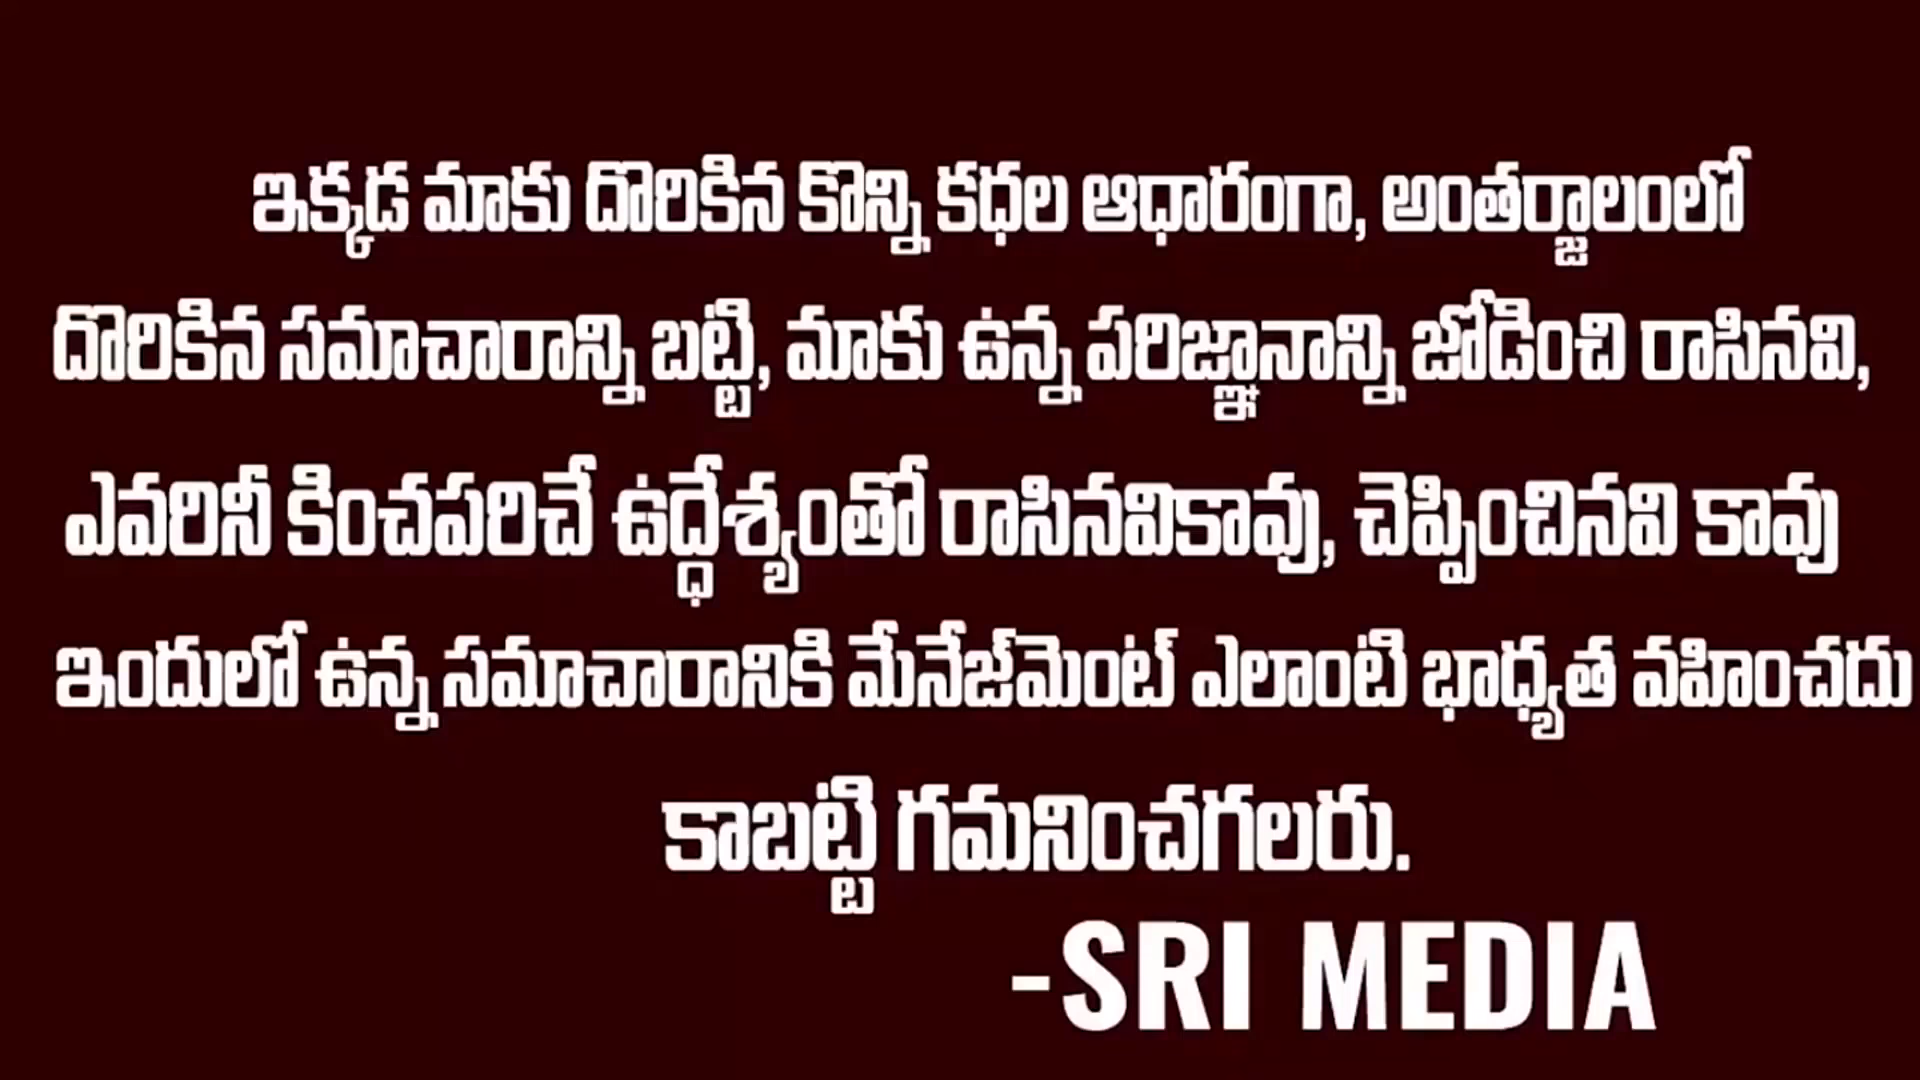 ఇక్కడ మాకు దొరికిన కొన్ని కధల ఆధారంగా, అంతర్జాలంలో
దొరికిన సమాచారాన్ని బట్టి, మాకు ఉన్న పరిజ్ఞానాన్ని జోడించి రాసినవి,
ఎవరినీ కించపరిచే ఉద్ధేశ్యంతో రాసినవికావు, చెప్పించినవి కావు
ఇందులో ఉన్న సమాచారానికి మేనేజ్‌మెంట్ ఎలాంటి భాధ్యత వహించదు
కాబట్టి గమనించగలరు.
-SRI MEDIA